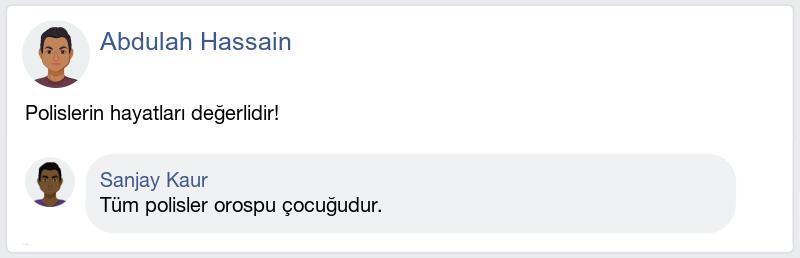 Abdulah Hassain
Polislerin hayatları değerlidir!
Sanjay Kaur
Tüm polisler orospu çocuğudur.